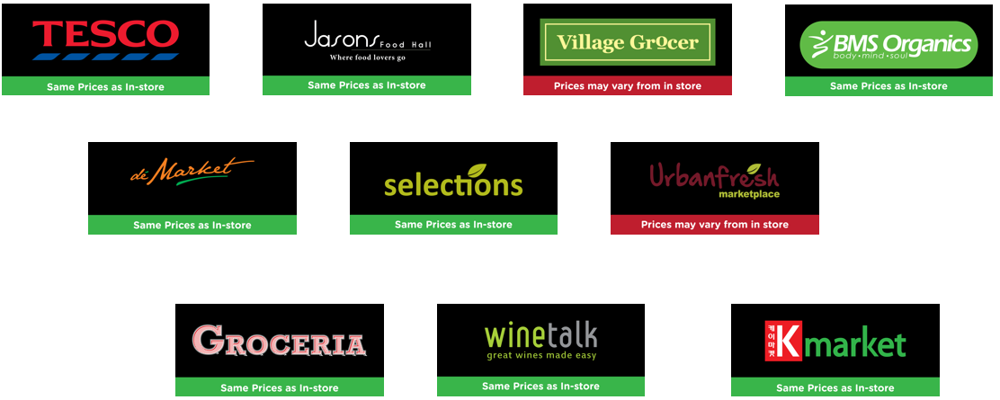 TESCO
Same Prices as In-store
Jasons Food Hall
Where food lovers go
Same Prices as In-store
Village Grocer
Prices may vary from in store
BMS Organics
body • mind • soul
Same Prices as In-store
dé Market
Same Prices as In-store
selections
Same Prices as In-store
Urbanfresh
marketplace
Prices may vary from in store
GROCERIA
Same Prices as In-store
winetalk
great wines made easy
Same Prices as In-store
케이마켓
K market
Same Prices as In-store